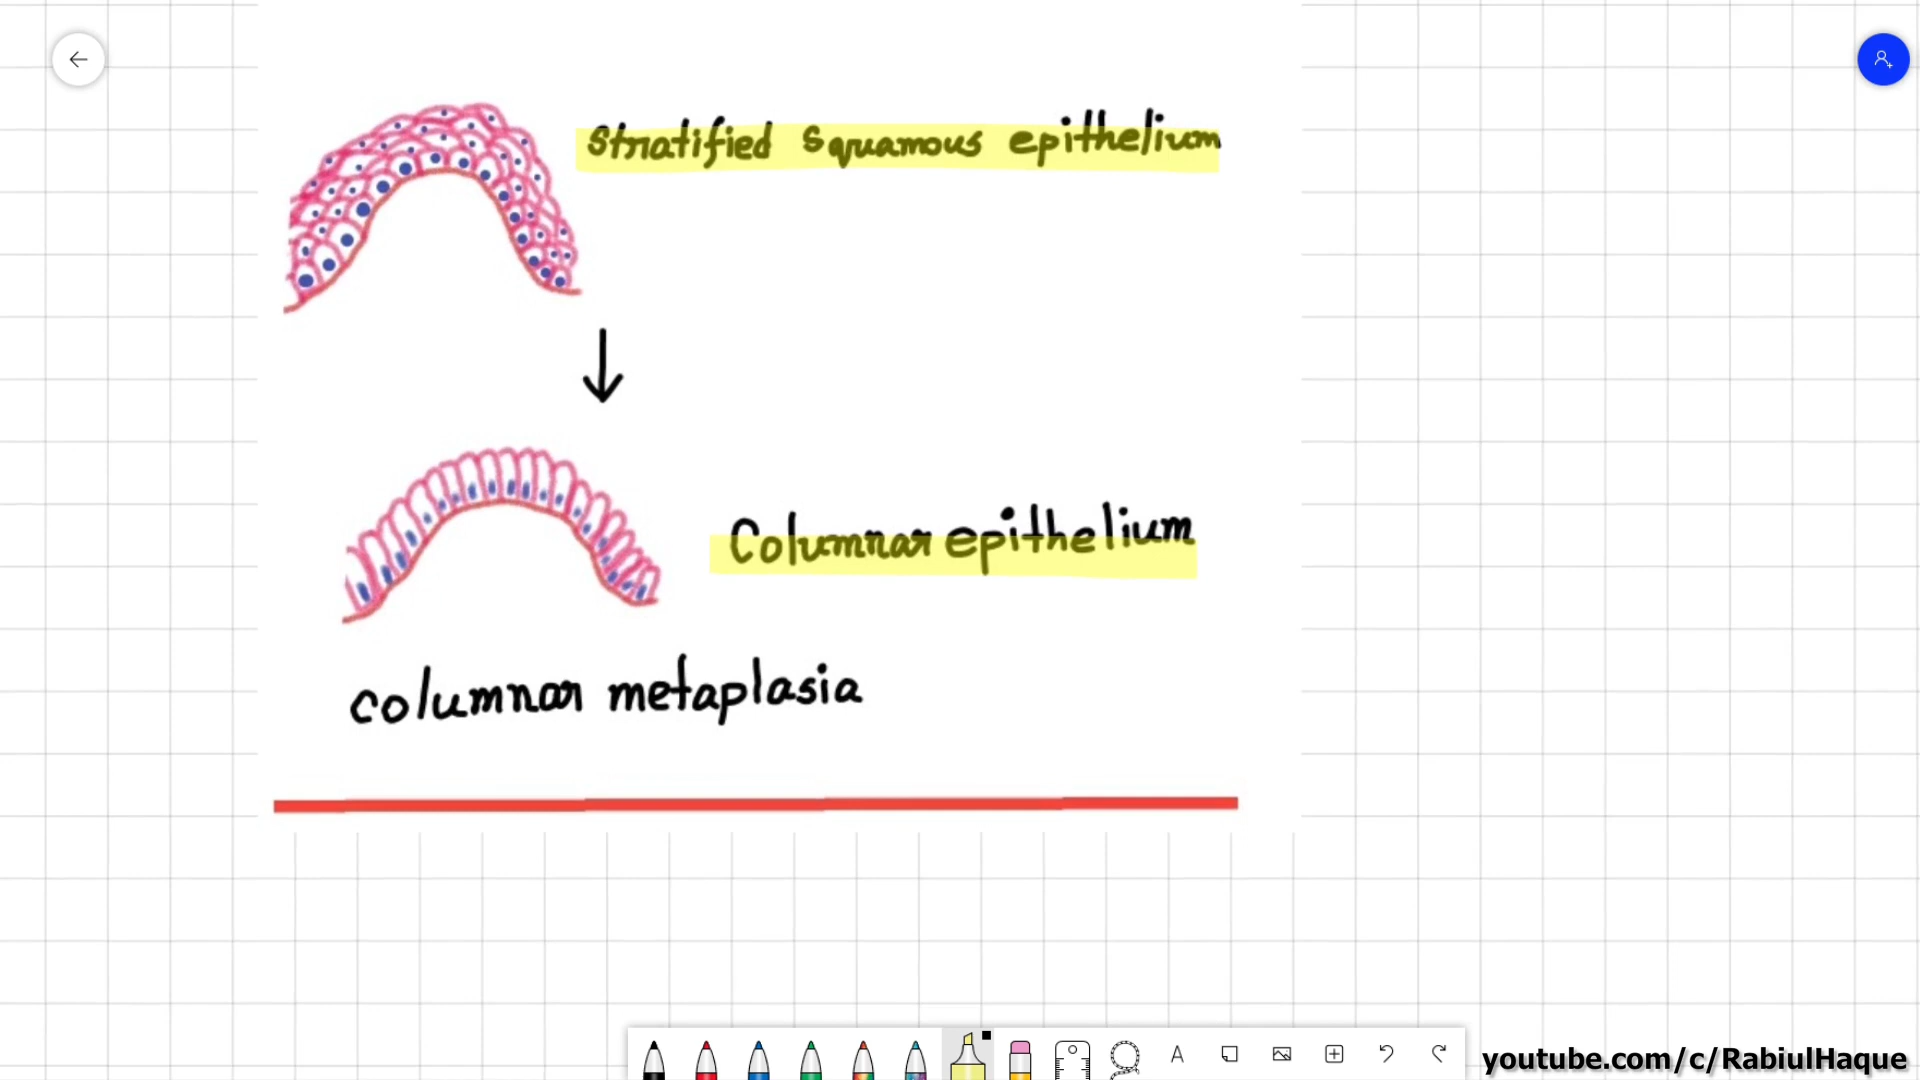 Stratified Squamous epithelium
Columnar epithelium
columnar metaplasia
youtube.com/c/RabiulHaque